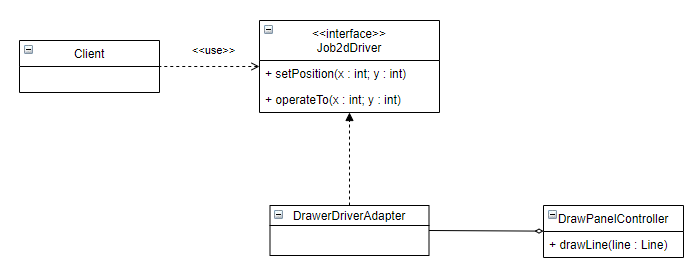 Client
<<use>>
<<interface>>
Job2dDriver
+ setPosition(x : int; y : int)
+ operateTo(x : int; y : int)
DrawerDriverAdapter
DrawPanelController
+ drawLine(line : Line)